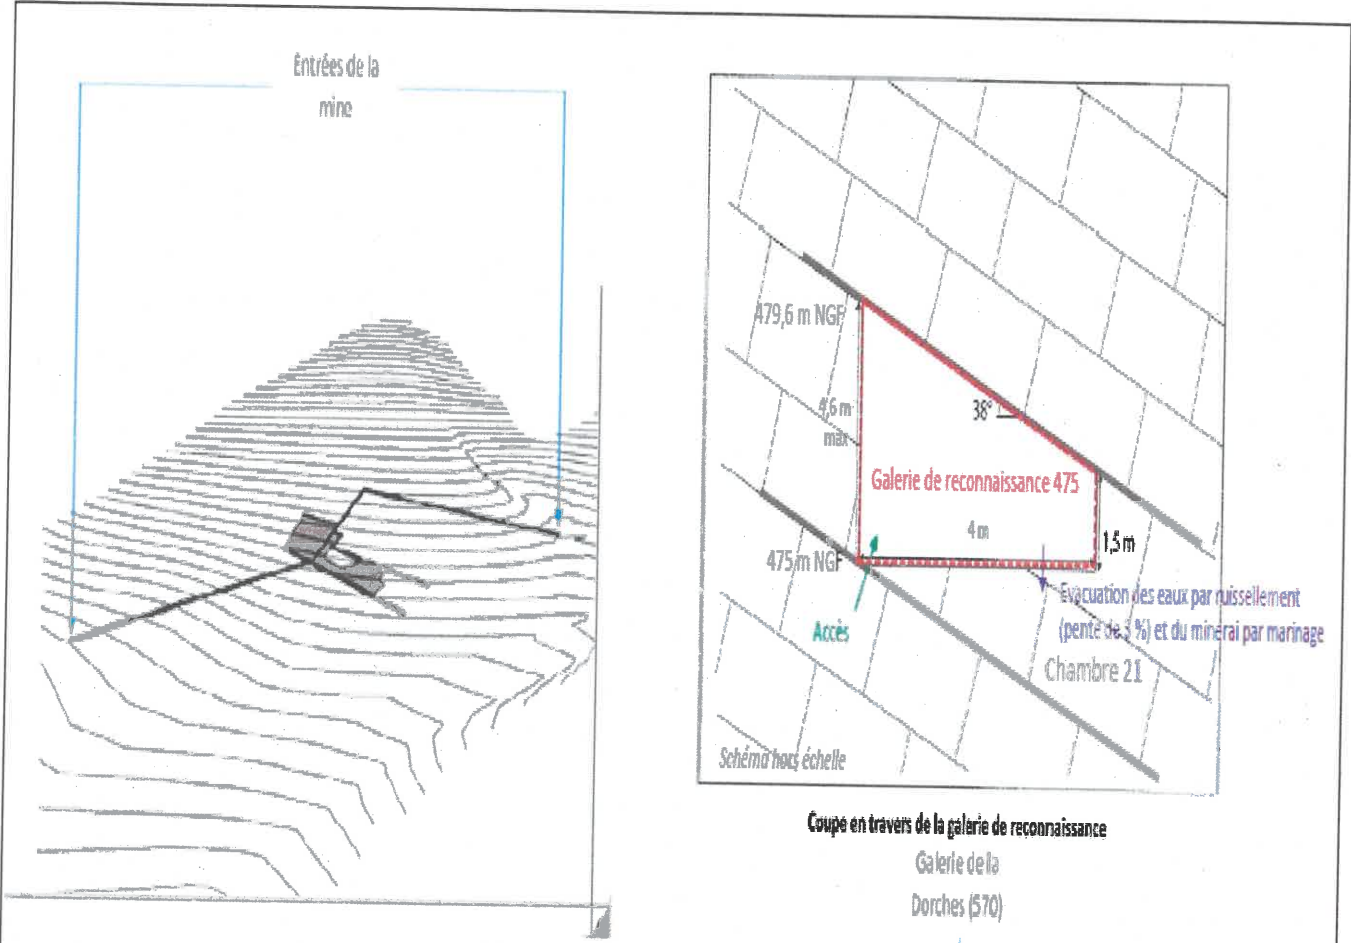 Entrées de la
mine
479,6 m NGF
4,6 m
max
38°
Galerie de reconnaissance 475
4 m
1,5 m
475 m NGF
Accès
Evacuation des eaux par ruissellement
(pente de 3 %) et du minerai par marinage
Chambre 21
Schéma hors échelle
Coupe en travers de la galerie de reconnaissance
Galerie de la
Dorches (570)